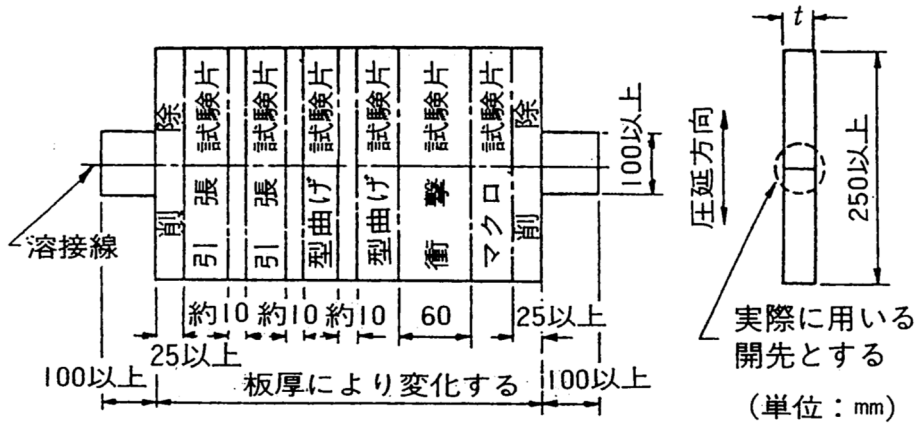 削除
引張試験片
引張試験片
型曲げ試験片
型曲げ試験片
衝撃試験片
マクロ試験片
削除
溶接線
約10
約10
約10
60
25以上
25以上
100以上
板厚により変化する
100以上
100以上
圧延方向
t
250以上
実際に用いる
開先とする
(単位：mm)